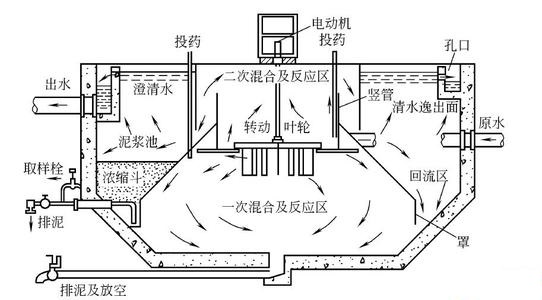 电动机
投药
投药
孔口
出水
澄清水
二次混合及反应区
竖管
清水逸出面
转动
叶轮
原水
泥浆池
取样栓
浓缩斗
回流区
一次混合及反应区
排泥
罩
排泥及放空